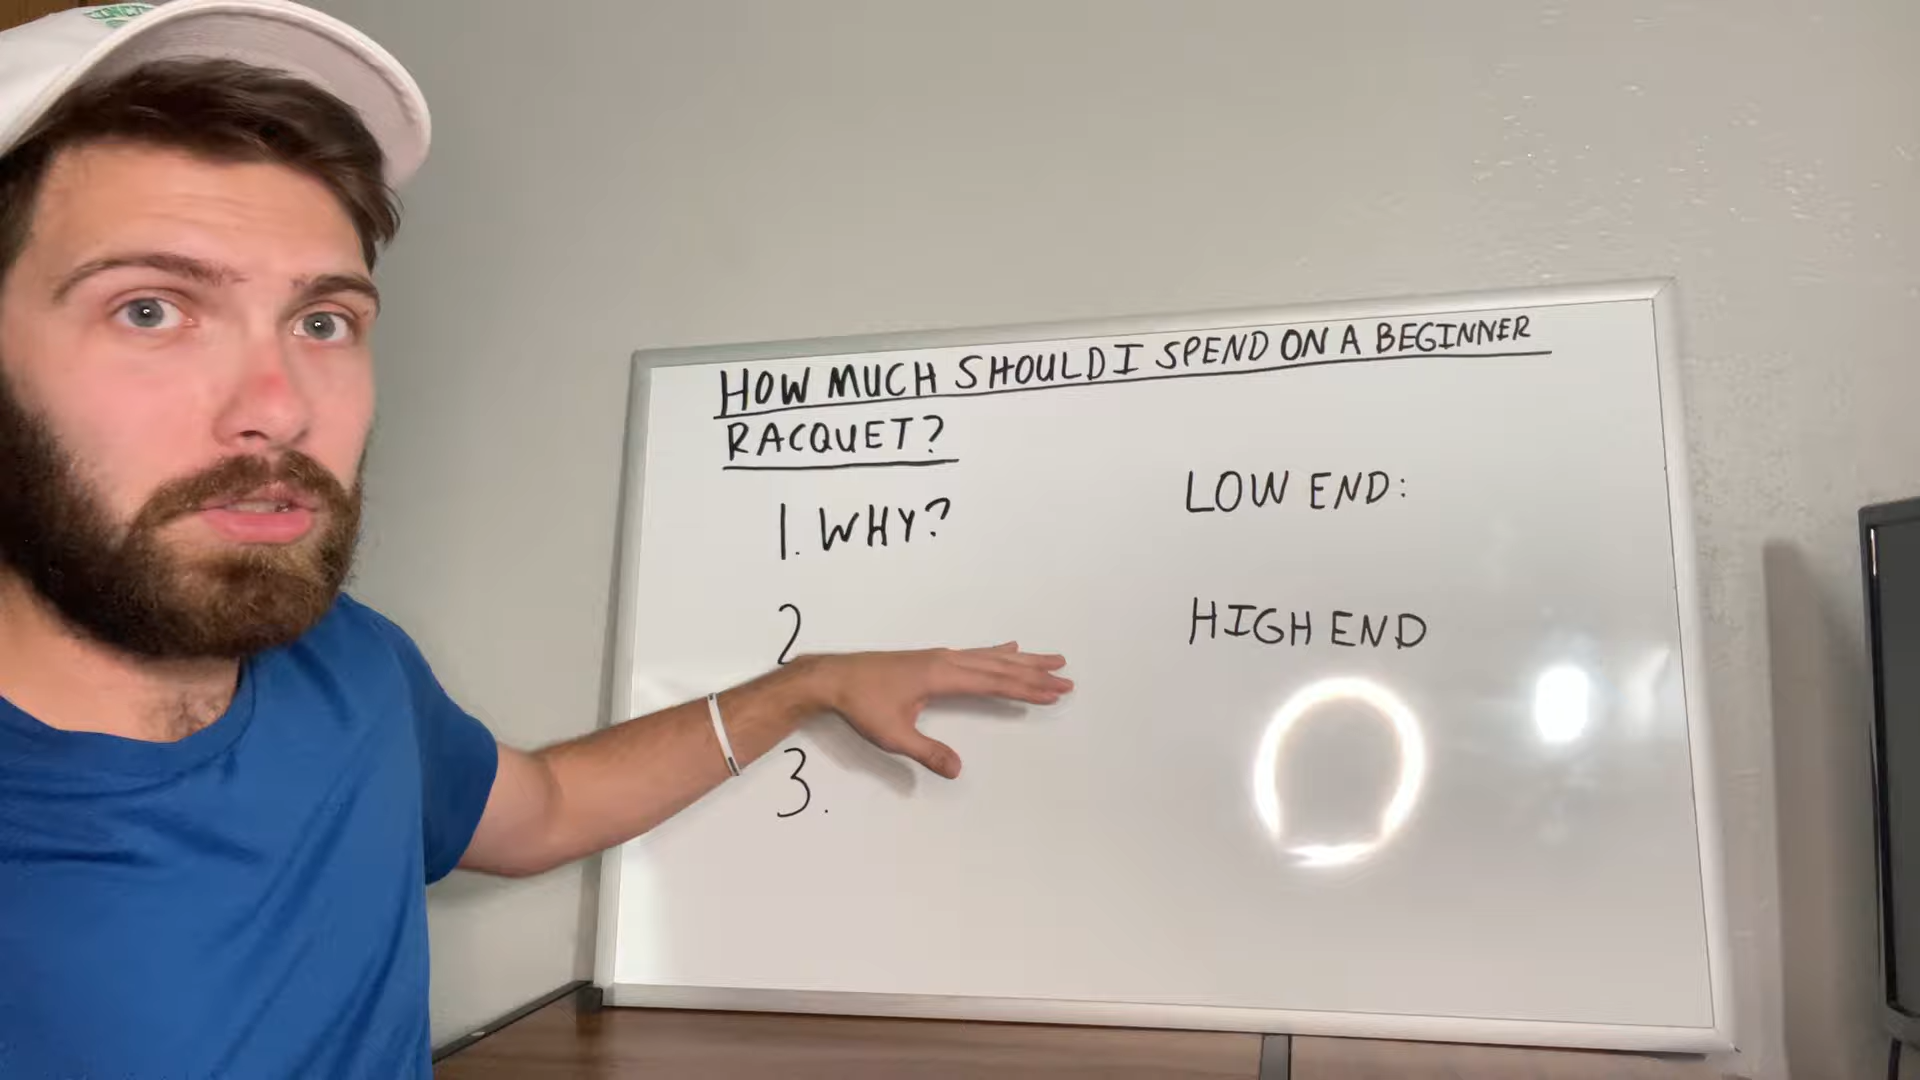 HOW MUCH SHOULD I SPEND ON A BEGINNER
RACQUET?
1. WHY?
2
3.
LOW END:
HIGH END